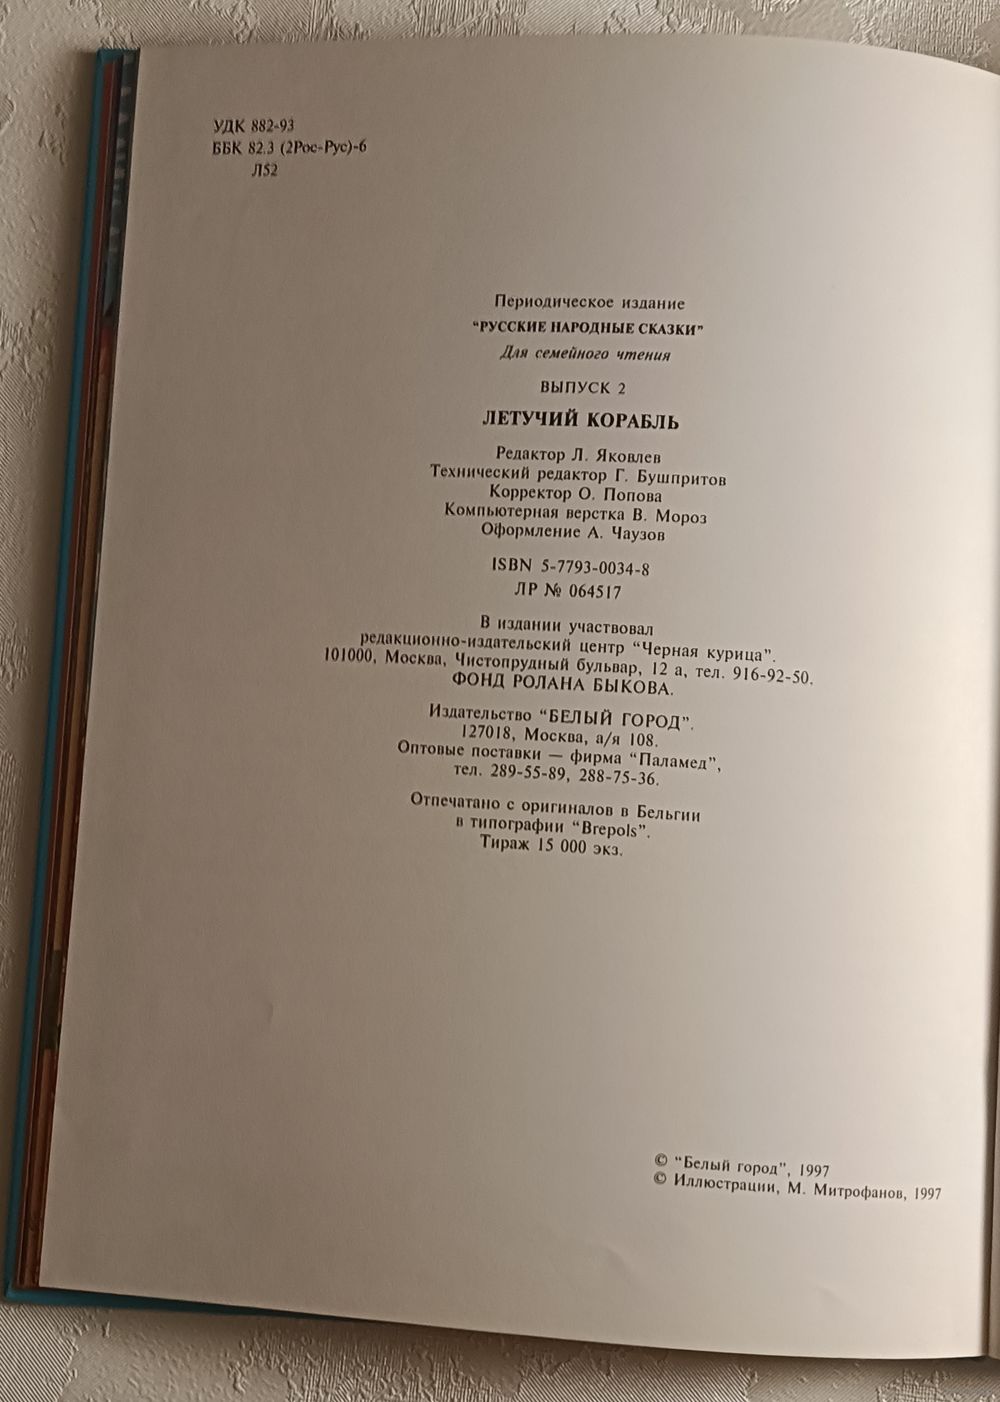 УДК 882-93
ББК 82.3 (2Рос-Рус)-6
Л52
Периодическое издание
“РУССКИЕ НАРОДНЫЕ СКАЗКИ”
Для семейного чтения
ВЫПУСК 2
ЛЕТУЧИЙ КОРАБЛЬ
Редактор Л. Яковлев
Технический редактор Г. Бушпритов
Корректор О. Попова
Компьютерная верстка В. Мороз
Оформление А. Чаузов
ISBN 5-7793-0034-8
ЛР № 064517
В издании участвовал
редакционно-издательский центр “Черная курица”.
101000, Москва, Чистопрудный бульвар, 12 а, тел. 916-92-50.
ФОНД РОЛАНА БЫКОВА.
Издательство “БЕЛЫЙ ГОРОД”.
127018, Москва, а/я 108.
Оптовые поставки — фирма “Паламед”,
тел. 289-55-89, 288-75-36.
Отпечатано с оригиналов в Бельгии
в типографии “Brepols”.
Тираж 15 000 экз.
© “Белый город”, 1997
© Иллюстрации, М. Митрофанов, 1997